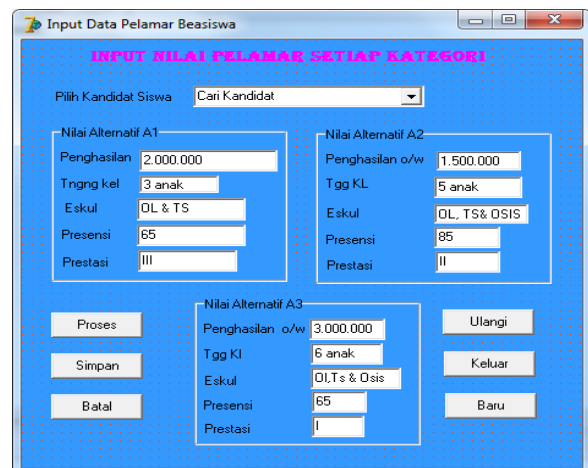 Input Data Pelamar Beasiswa
INPUT NILAI PELAMAR SETIAP KATEGORI
Pilih Kandidat Siswa Cari Kandidat
Nilai Alternatif A1
Penghasilan 2.000.000
Tngng kel 3 anak
Eskul OL & TS
Presensi 65
Prestasi III
Nilai Alternatif A2
Penghasilan o/w 1.500.000
Tgg KL 5 anak
Eskul OL, TS& OSIS
Presensi 85
Prestasi II
Nilai Alternatif A3
Penghasilan o/w 3.000.000
Tgg Kl 6 anak
Eskul Ol,Ts & Osis
Presensi 65
Prestasi I
Proses
Simpan
Batal
Ulangi
Keluar
Baru